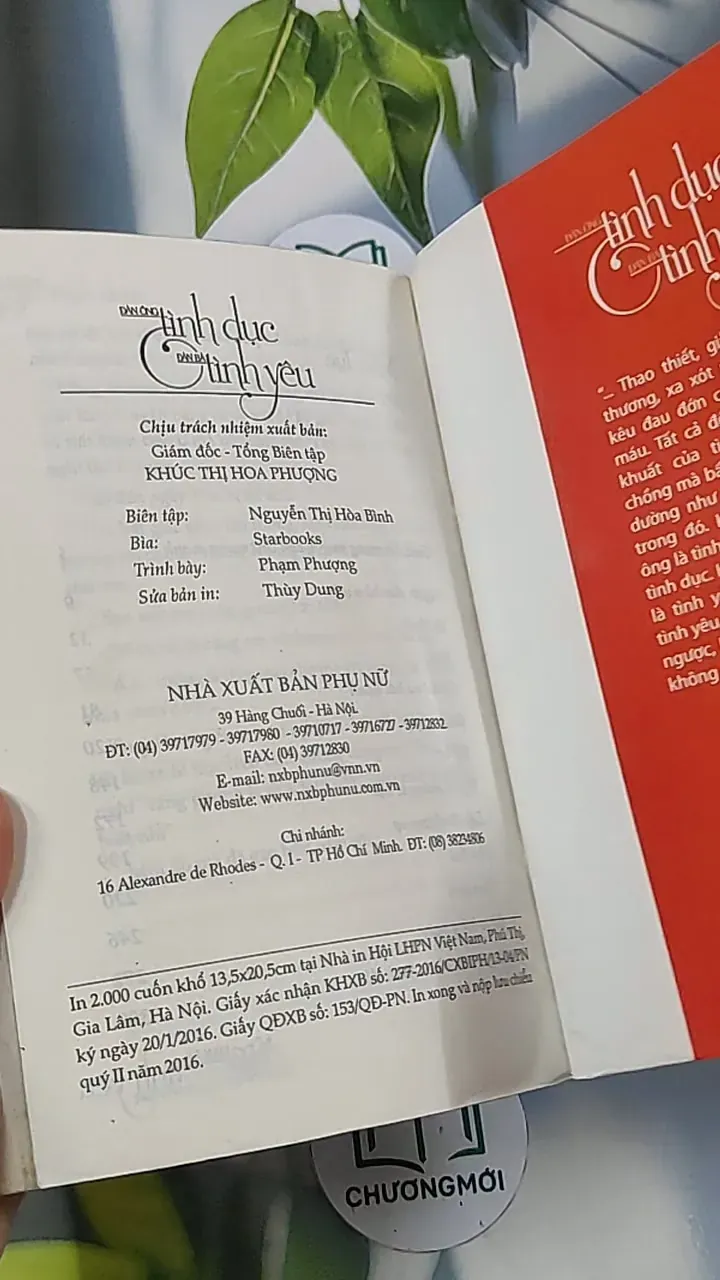 ĐÀN ÔNG
tình dục
ĐÀN BÀ
tình yêu
Chịu trách nhiệm xuất bản:
Giám đốc - Tổng Biên tập
KHÚC THỊ HOA PHƯỢNG
Biên tập: Nguyễn Thị Hòa Bình
Bìa: Starbooks
Trình bày: Phạm Phượng
Sửa bản in: Thùy Dung
NHÀ XUẤT BẢN PHỤ NỮ
39 Hàng Chuối - Hà Nội.
ĐT: (04) 39717979 - 39717980 - 39710717 - 39716727 - 39712832
FAX: (04) 39712830
E-mail: nxbphunu@vnn.vn
Website: www.nxbphunu.com.vn
Chi nhánh:
16 Alexandre de Rhodes - Q. I - TP Hồ Chí Minh. ĐT: (08) 38234806
In 2.000 cuốn khổ 13,5x20,5cm tại Nhà in Hội LHPN Việt Nam, Phú Thị,
Gia Lâm, Hà Nội. Giấy xác nhận KHXB số: 277-2016/CXBIPH/13-04/PN
ký ngày 20/1/2016. Giấy QĐXB số: 153/QĐ-PN. In xong và nộp lưu chiểu
quý II năm 2016.
ĐÀN ÔNG
tình dục
ĐÀN BÀ
tình
"_ Thao thiết,
thương, xa xót
kêu đau đớn
máu. Tất cả
khuất của
chồng mà
dường như
trong đó.
ông là tình
tình dục.
là tình
tình yêu
ngược,
không
CHƯƠNGMỚI